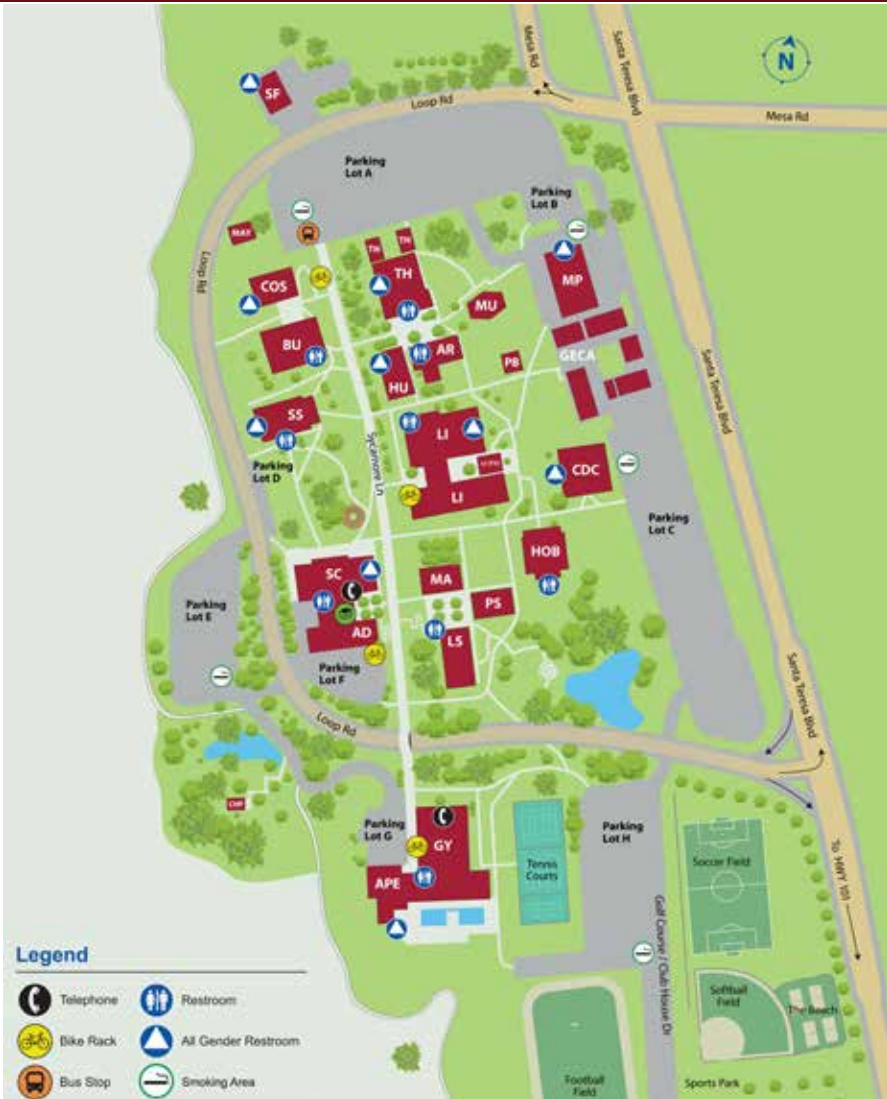 Mesa Rd
Santa Teresa Blvd
N
SF
Loop Rd
Mesa Rd
Parking
Lot A
Parking
Lot B
MAY
Loop Rd
TH
TH
TH
COS
MP
MU
BU
AR
PB
GECA
HU
Santa Teresa Blvd
SS
LI
Sycamore Ln
Parking
Lot D
CDC
LI
Parking
Lot C
HOB
SC
MA
Parking
Lot E
PS
AD
LS
Parking
Lot F
Santa Teresa Blvd
Loop Rd
Parking
Lot G
GY
Parking
Lot H
Tennis
Courts
Soccer Field
To HWY 101
APE
Golf Course / Club House Dr
Softball
Field
The Beach
Football
Field
Sports Park
Legend
Telephone
Restroom
Bike Rack
All Gender Restroom
Bus Stop
Smoking Area